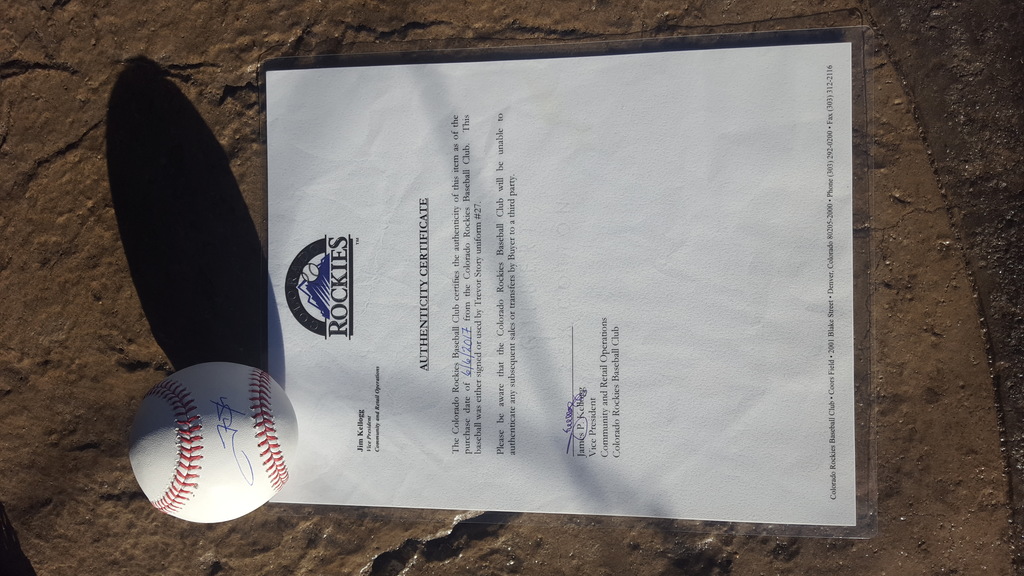 COLORADO
ROCKIES™
Jim Kellogg
Vice President
Community and Retail Operations
AUTHENTICITY CERTIFICATE
The Colorado Rockies Baseball Club certifies the authenticity of this item as of the
purchase date of 6/6/2017 from the Colorado Rockies Baseball Club. This
baseball was either signed or used by Trevor Story uniform #27.
Please be aware that the Colorado Rockies Baseball Club will be unable to
authenticate any subsequent sales or transfers by Buyer to a third party.
James P. Kellogg
Vice President
Community and Retail Operations
Colorado Rockies Baseball Club
Colorado Rockies Baseball Club • Coors Field • 2001 Blake Street • Denver, Colorado 80205-2000 • Phone (303) 292-0200 • Fax (303) 312-2116